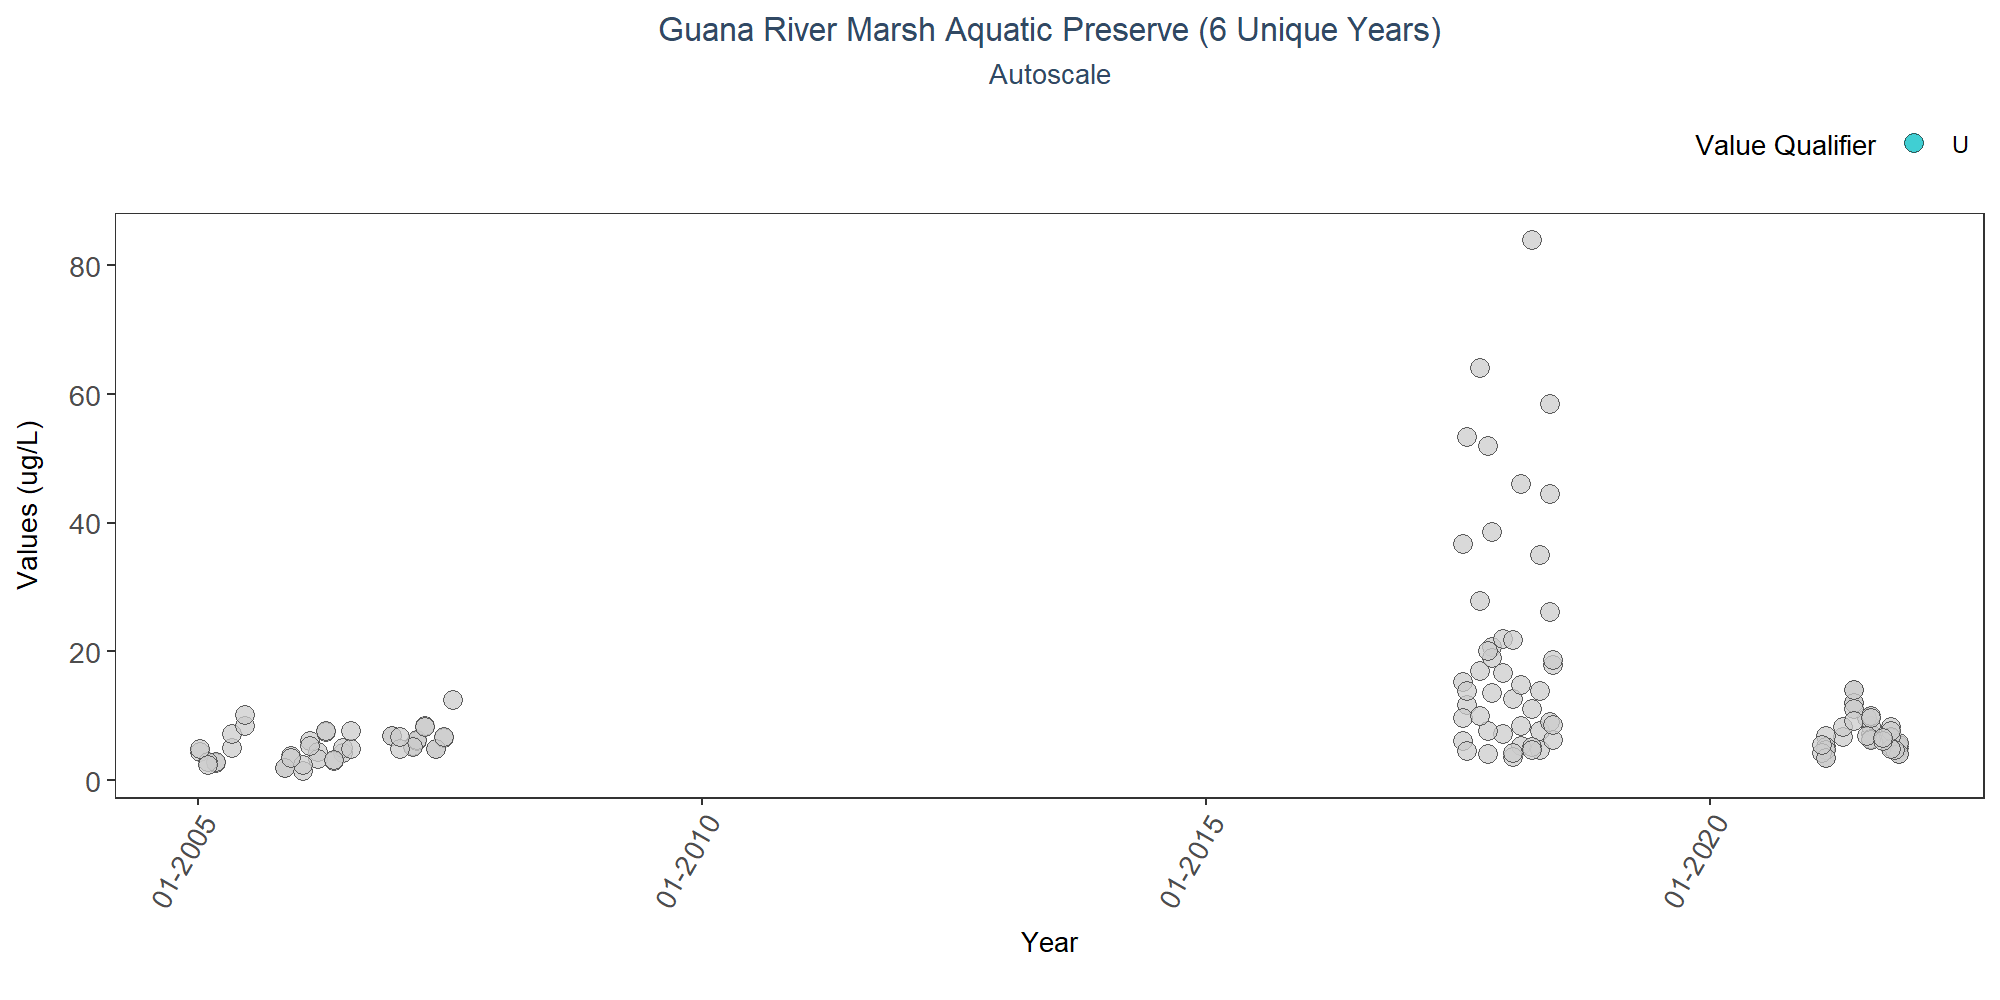 Guana River Marsh Aquatic Preserve (6 Unique Years)
Autoscale
Value Qualifier U
80
60
40
20
0
Values (ug/L)
01-2005 01-2010 01-2015 01-2020
Year